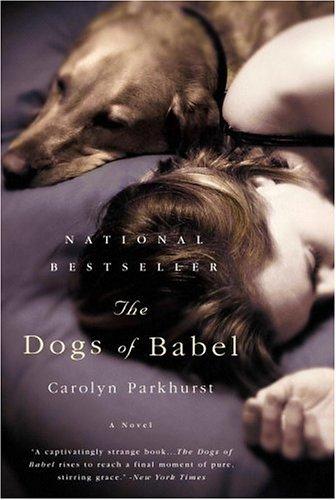 NATIONAL
BESTSELLER
The
Dogs of Babel
Carolyn Parkhurst
A Novel
"A captivatingly strange book...The Dogs of
Babel rises to reach a final moment of pure,
stirring grace." -New York Times